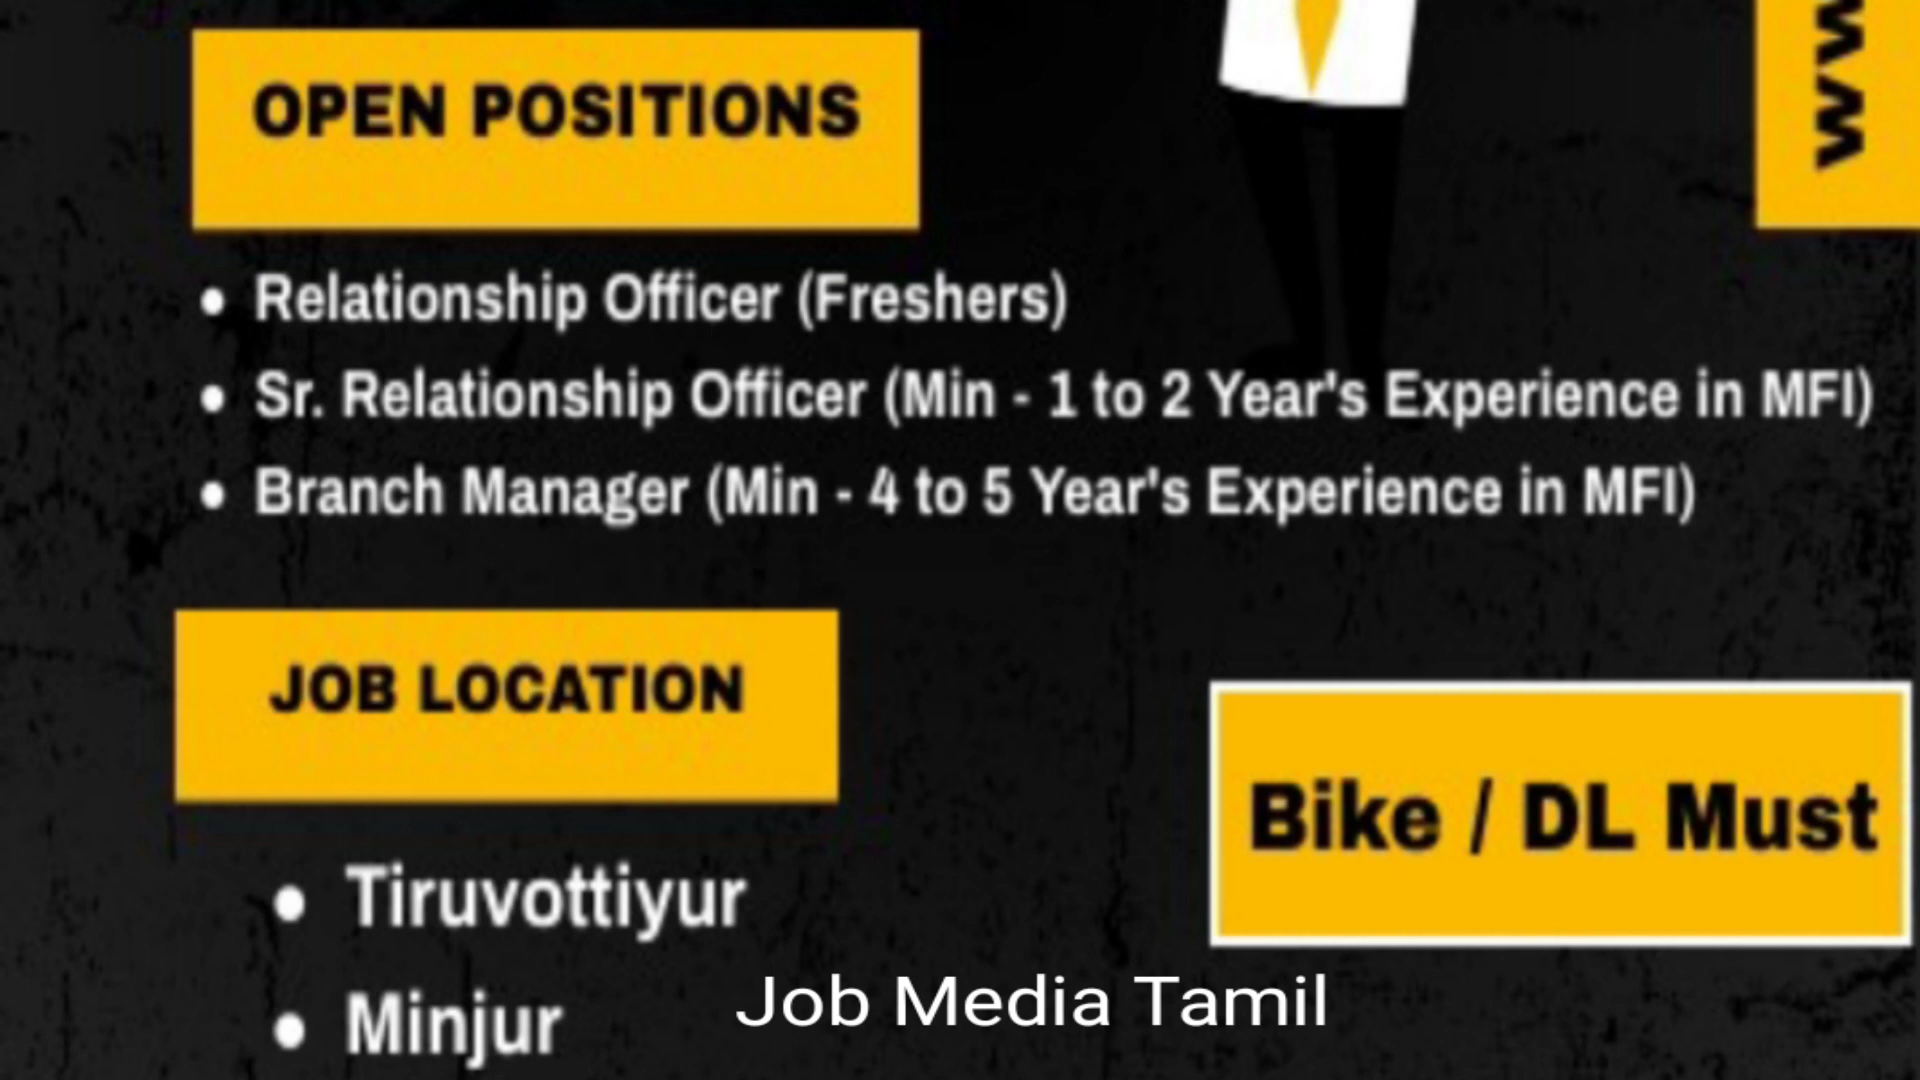 OPEN POSITIONS
• Relationship Officer (Freshers)
• Sr. Relationship Officer (Min - 1 to 2 Year's Experience in MFI)
• Branch Manager (Min - 4 to 5 Year's Experience in MFI)
JOB LOCATION
Bike / DL Must
• Tiruvottiyur
• Minjur
Job Media Tamil